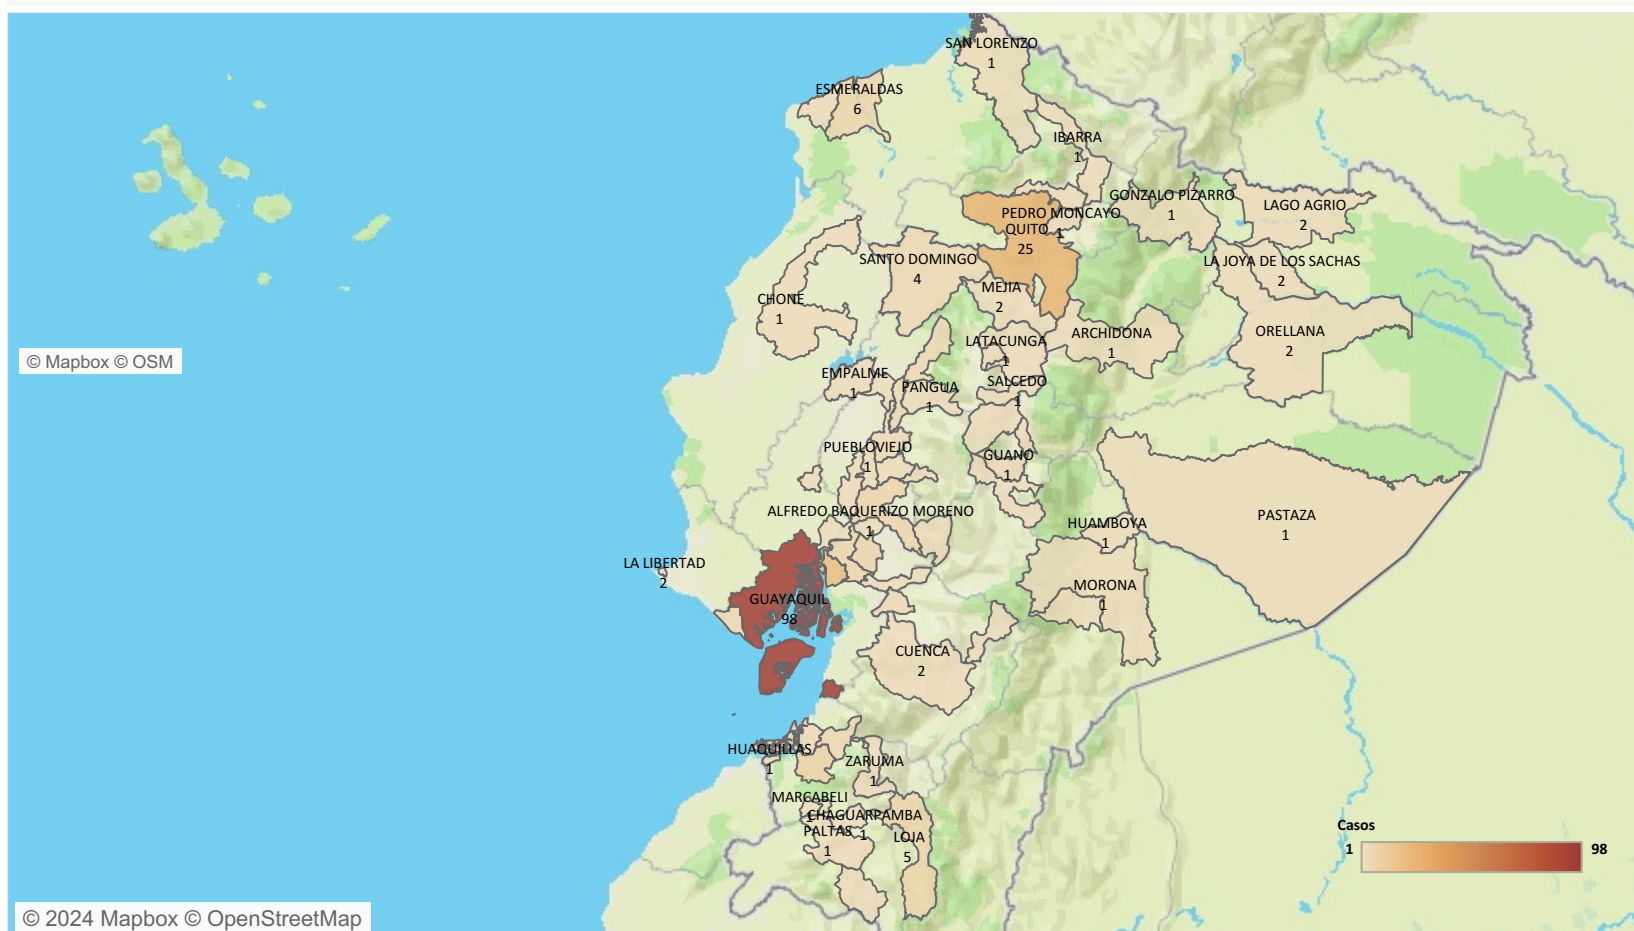 SAN LORENZO
1
ESMERALDAS
6
IBARRA
1
GONZALO PIZARRO
1
LAGO AGRIO
2
PEDRO MONCAYO
1
QUITO
25
SANTO DOMINGO
4
LA JOYA DE LOS SACHAS
2
MEJIA
2
CHONE
1
ORELLANA
2
ARCHIDONA
1
LATACUNGA
1
© Mapbox © OSM
EMPALME
1
PANGUA
1
SALCEDO
1
PUEBLOVIEJO
1
GUANO
1
ALFREDO BAQUERIZO MORENO
1
PASTAZA
1
HUAMBOYA
1
LA LIBERTAD
2
MORONA
1
GUAYAQUIL
98
CUENCA
2
HUAQUILLAS
1
ZARUMA
1
MARCABELI
1
CHAGUARPAMBA
1
PALTAS
1
LOJA
5
Casos
1 98
© 2024 Mapbox © OpenStreetMap